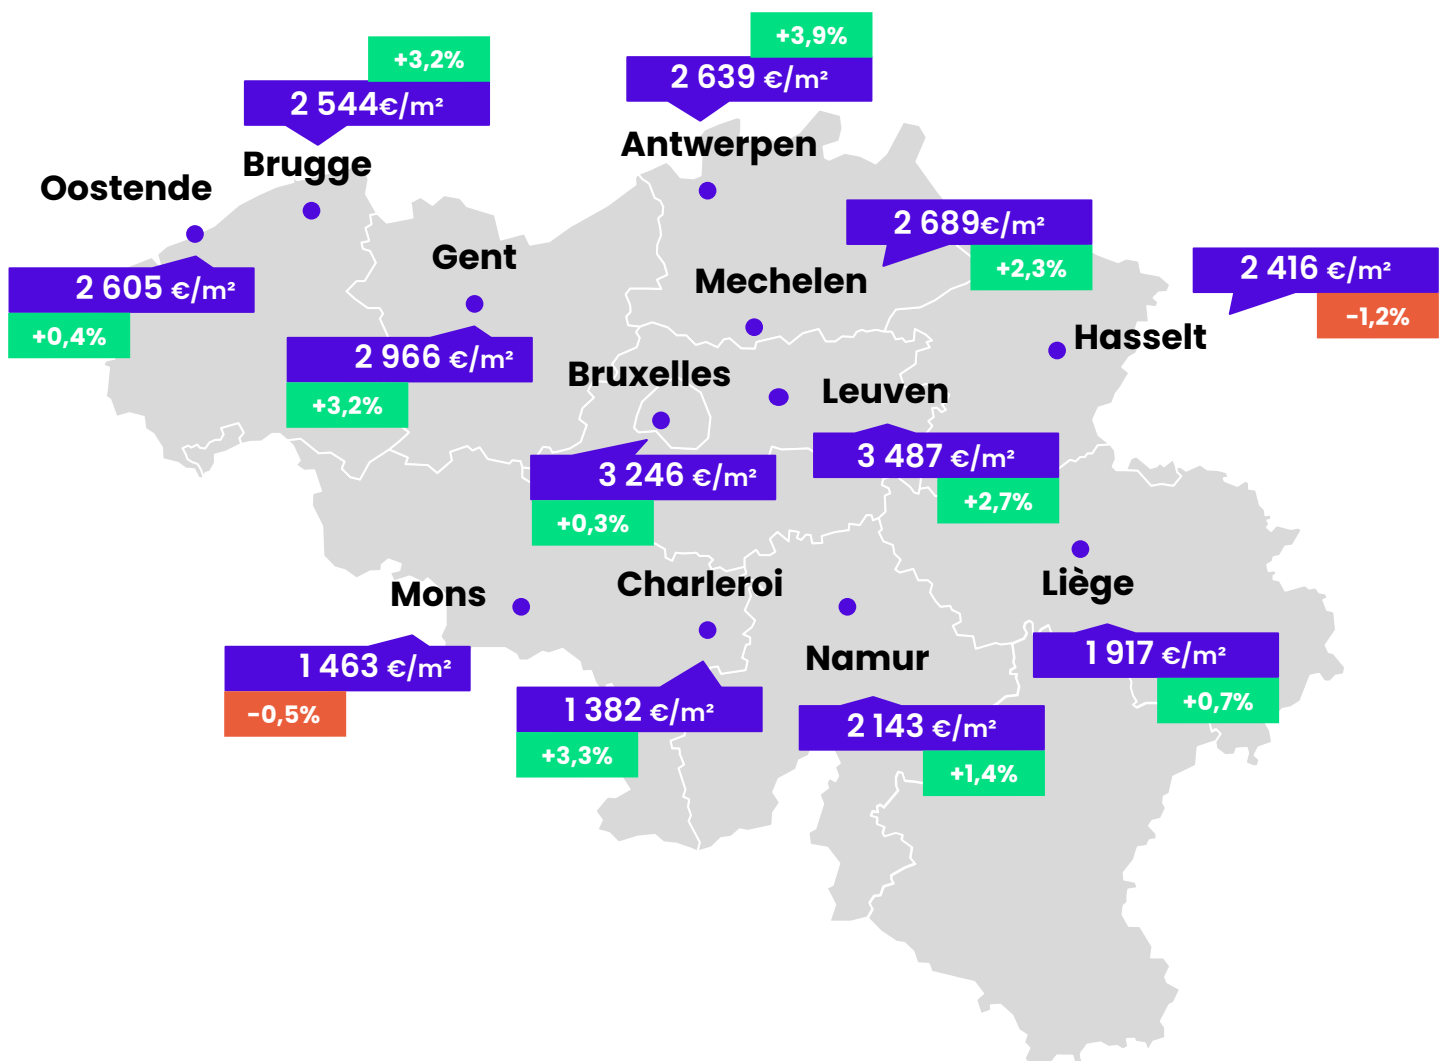 +3,9%
2 639 €/m²
Antwerpen
+3,2%
2 544€/m²
Brugge
Oostende
2 605 €/m²
+0,4%
Gent
2 966 €/m²
+3,2%
2 689€/m²
+2,3%
Mechelen
2 416 €/m²
-1,2%
Hasselt
Bruxelles
3 246 €/m²
+0,3%
Leuven
3 487 €/m²
+2,7%
Mons
1 463 €/m²
-0,5%
Charleroi
1 382 €/m²
+3,3%
Namur
2 143 €/m²
+1,4%
Liège
1 917 €/m²
+0,7%